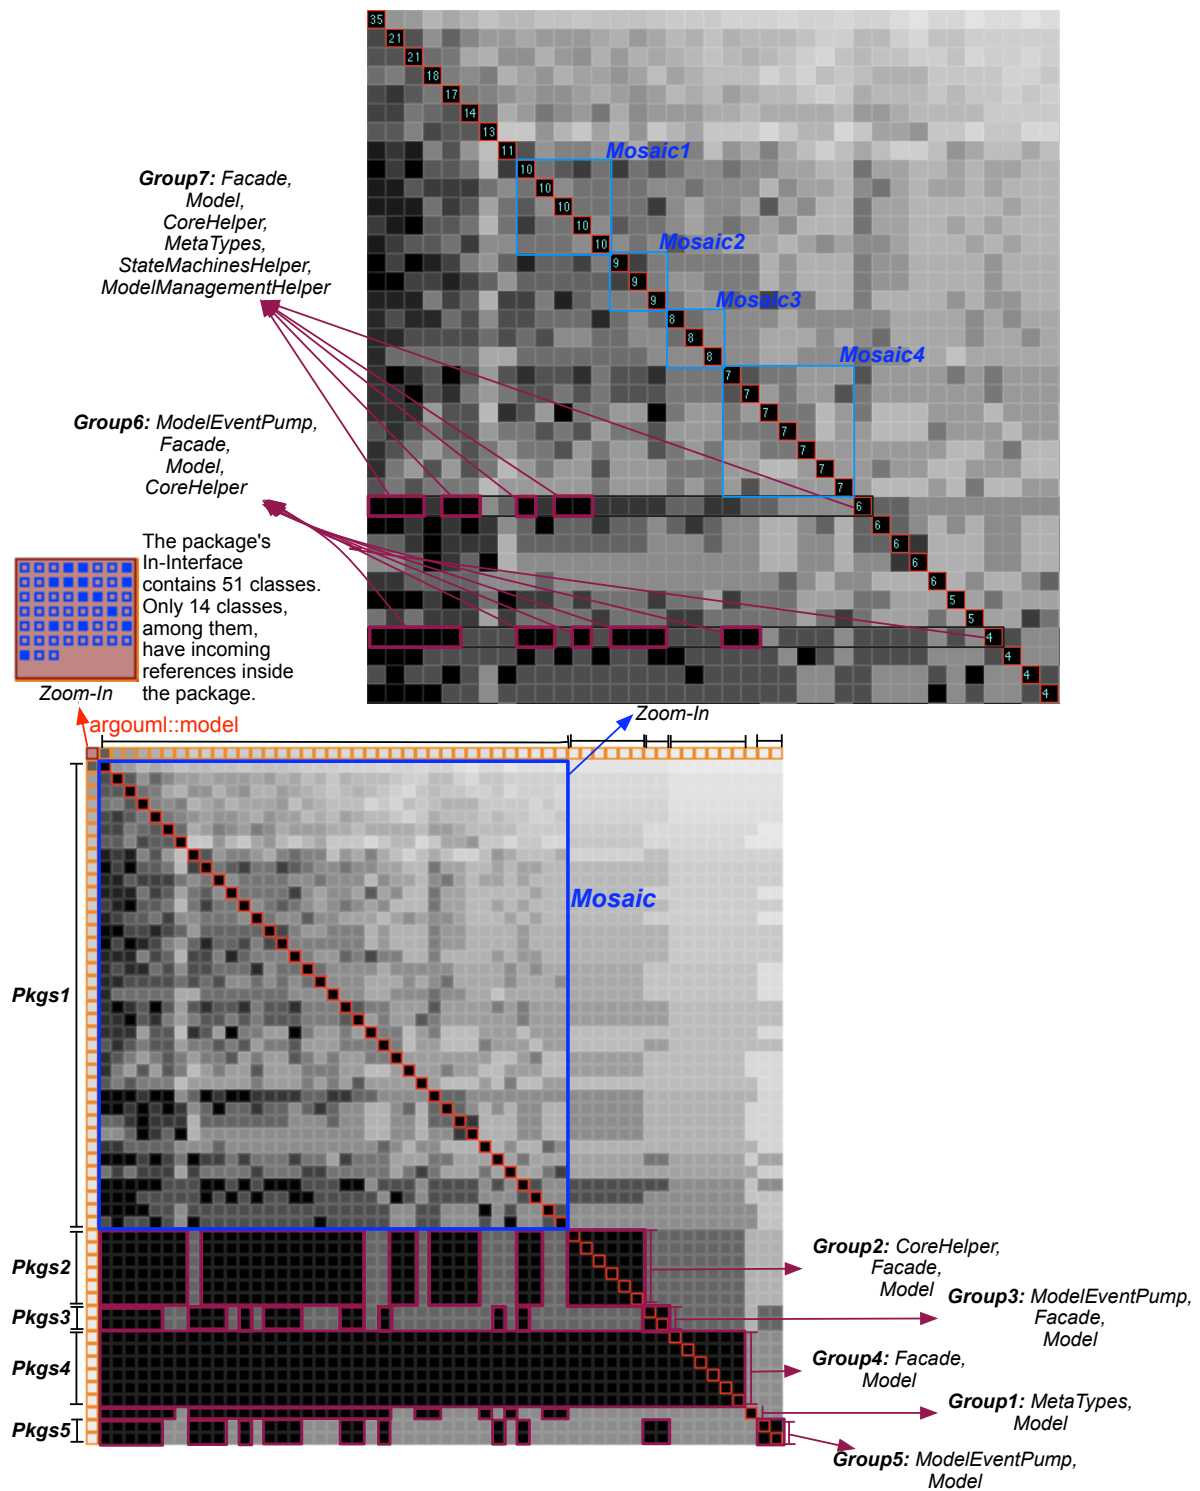 35
21
21
18
17
14
13
11
Mosaic1
10
10
10
10
10
Group7: Facade,
Model,
CoreHelper,
MetaTypes,
StateMachinesHelper,
ModelManagementHelper
Mosaic2
9
9
9
Mosaic3
8
8
8
Mosaic4
7
7
7
7
7
7
7
Group6: ModelEventPump,
Facade,
Model,
CoreHelper
6
6
6
6
6
5
5
4
4
4
4
The package's
In-Interface
contains 51 classes.
Only 14 classes,
among them,
have incoming
references inside
the package.
Zoom-In
argouml::model
Zoom-In
Mosaic
Pkgs1
Pkgs2
Group2: CoreHelper,
Facade,
Model
Pkgs3
Group3: ModelEventPump,
Facade,
Model
Pkgs4
Group4: Facade,
Model
Group1: MetaTypes,
Model
Pkgs5
Group5: ModelEventPump,
Model